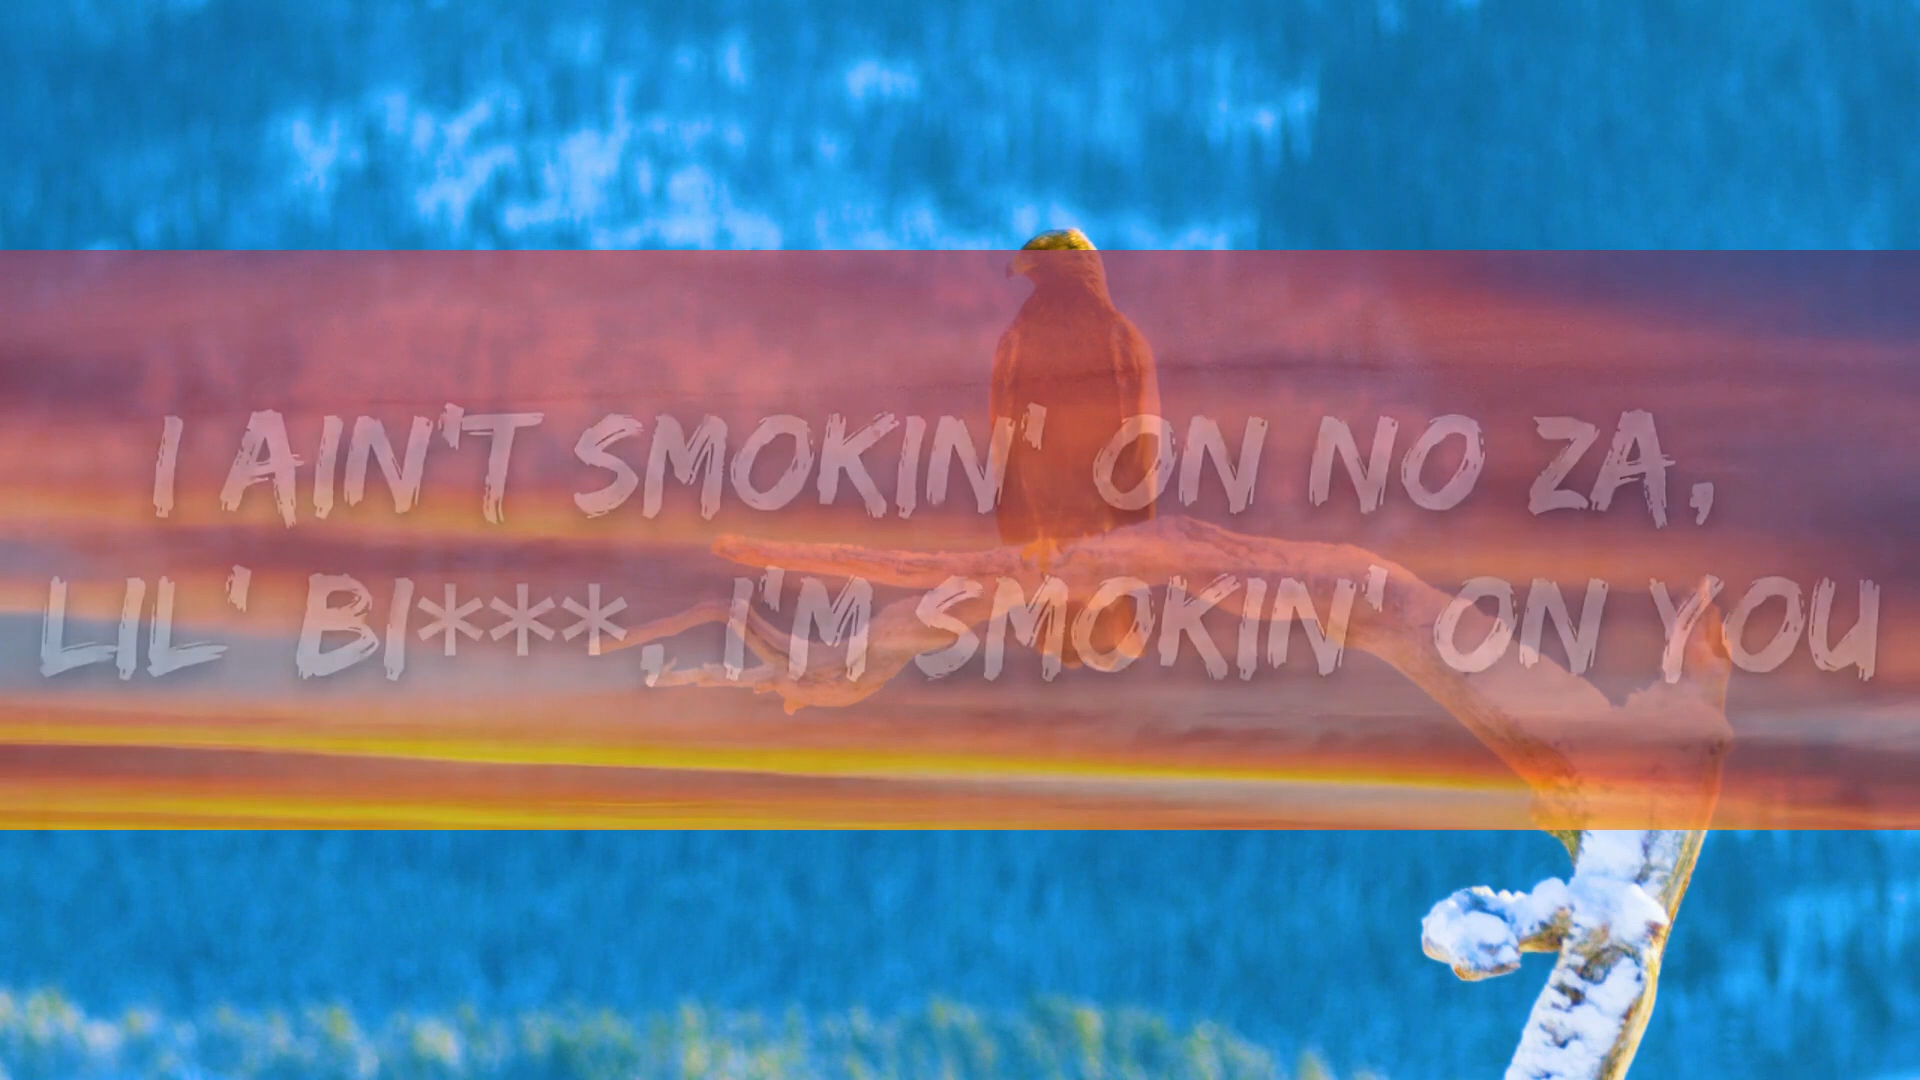 I AIN'T SMOKIN' ON NO ZA,
LIL' BI***, I'M SMOKIN' ON YOU